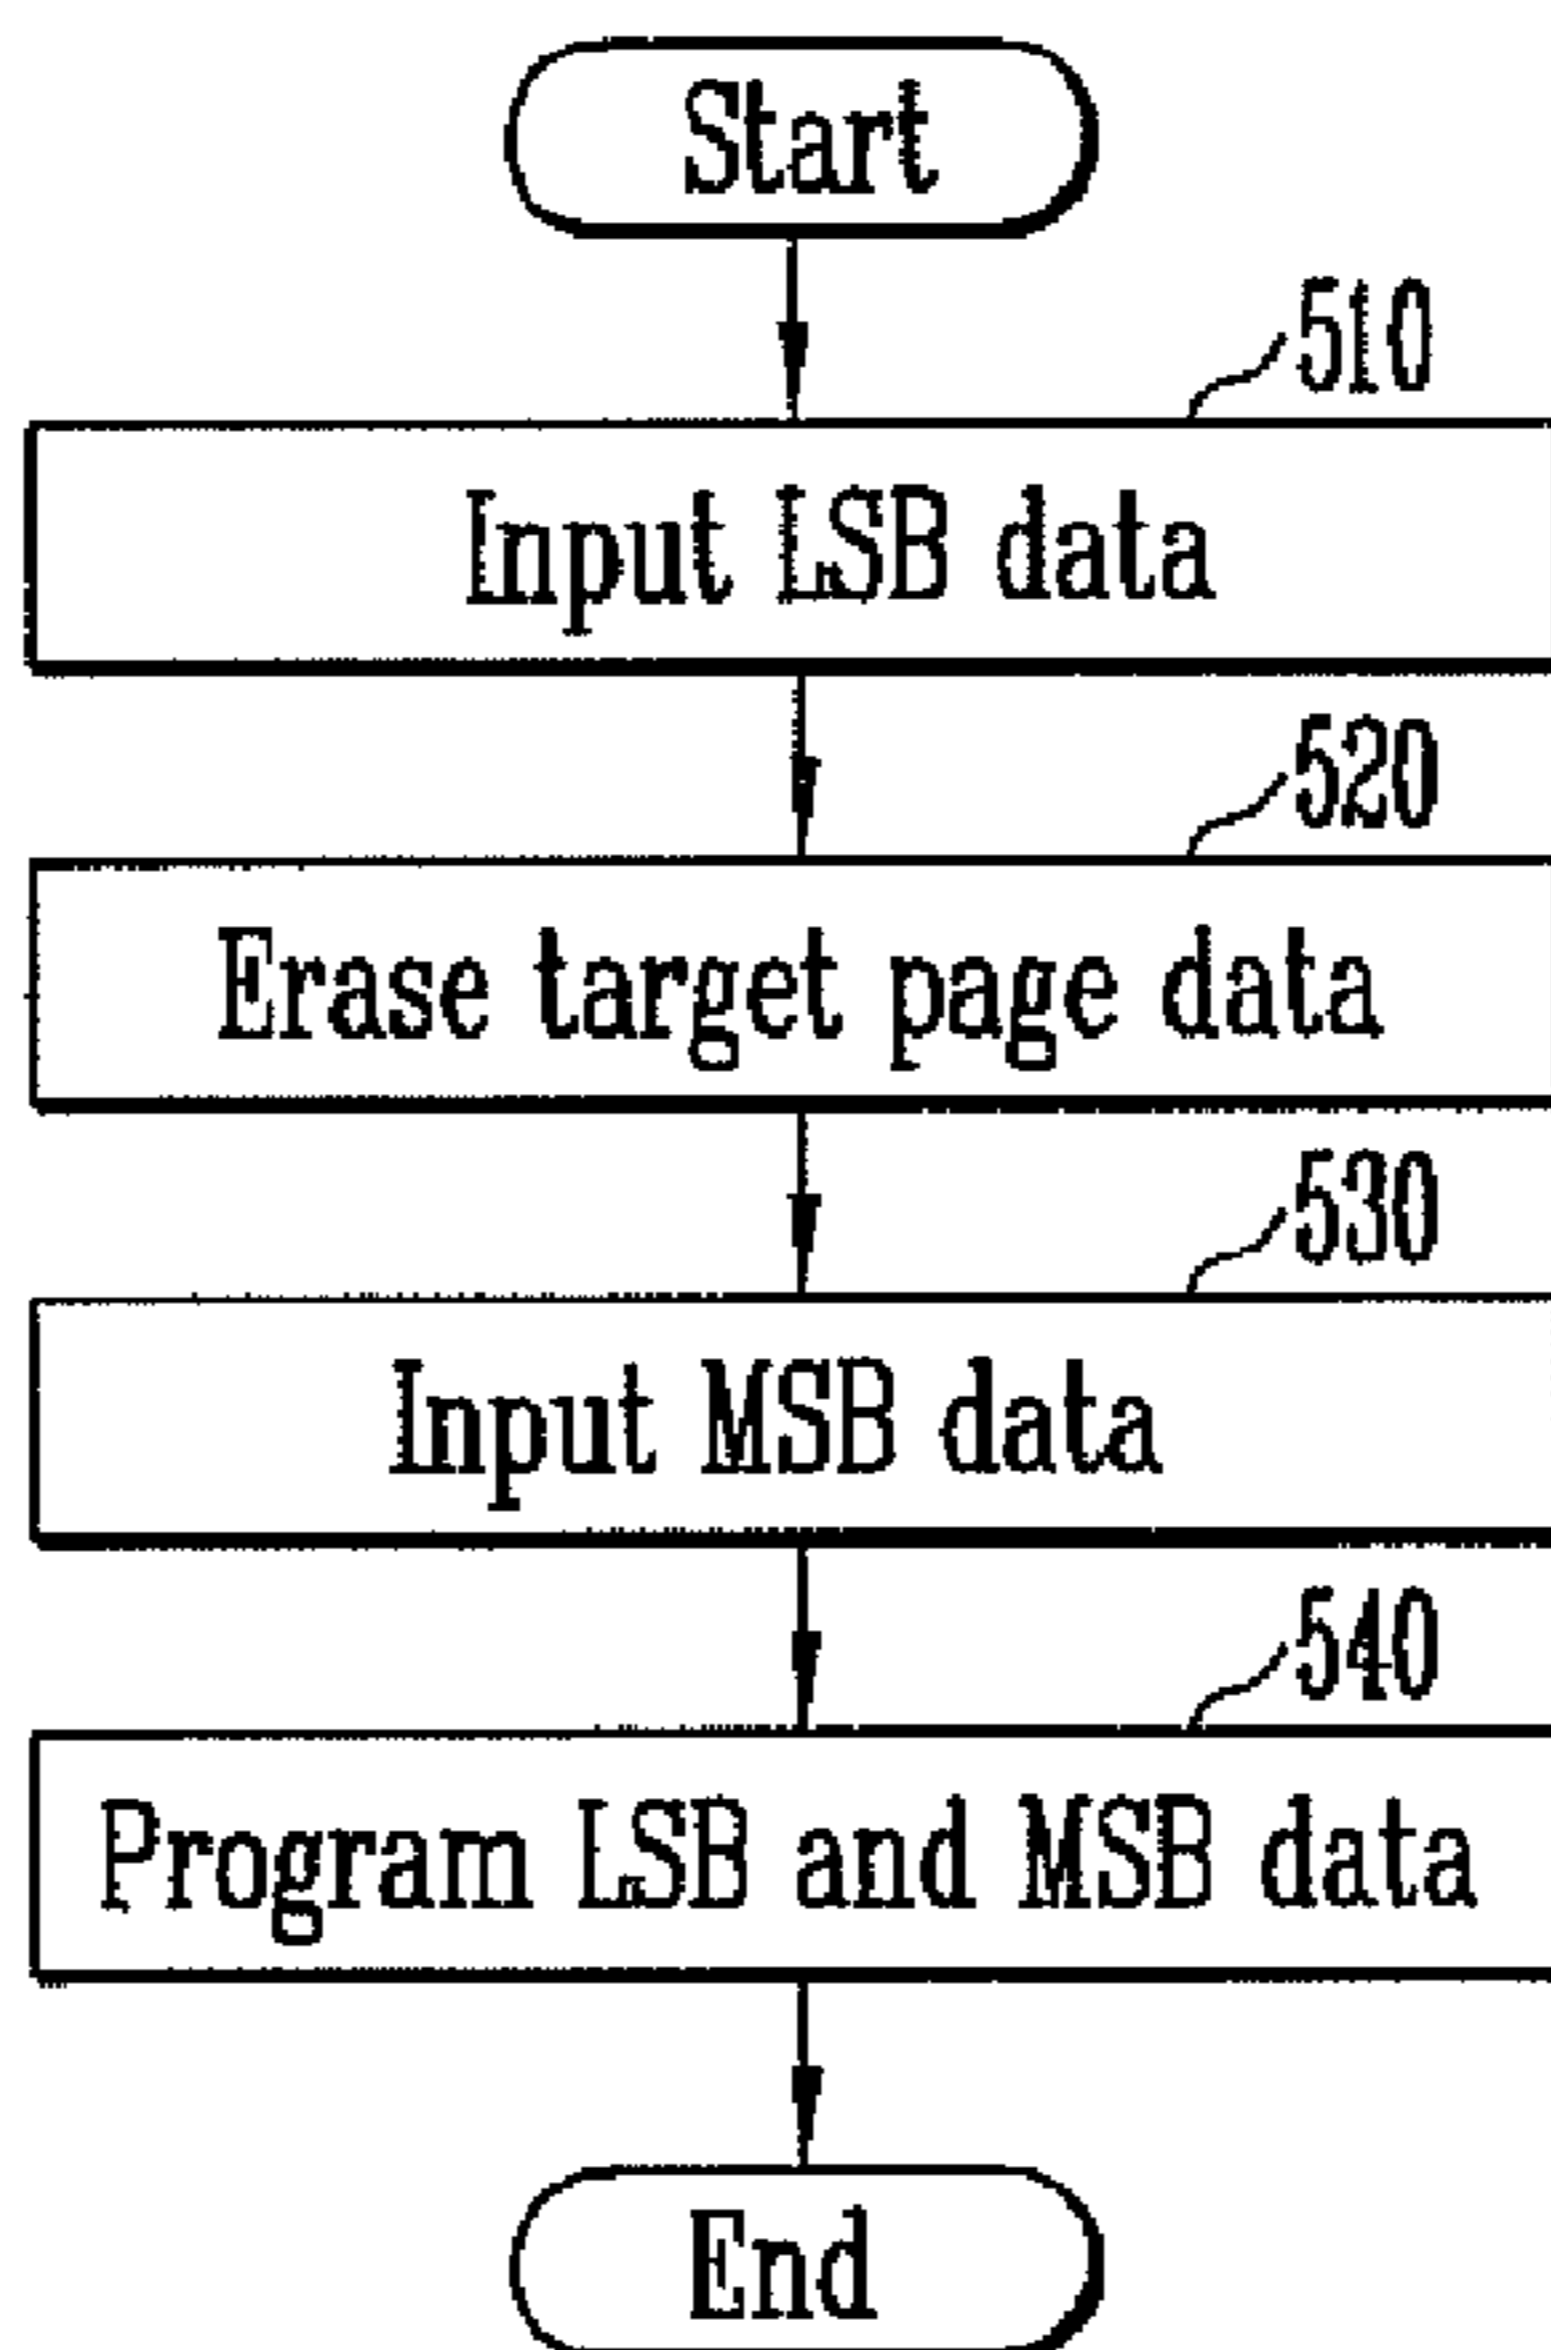 Start
510
Input LSB data
520
Erase target page data
530
Input MSB data
540
Program LSB and MSB data
End